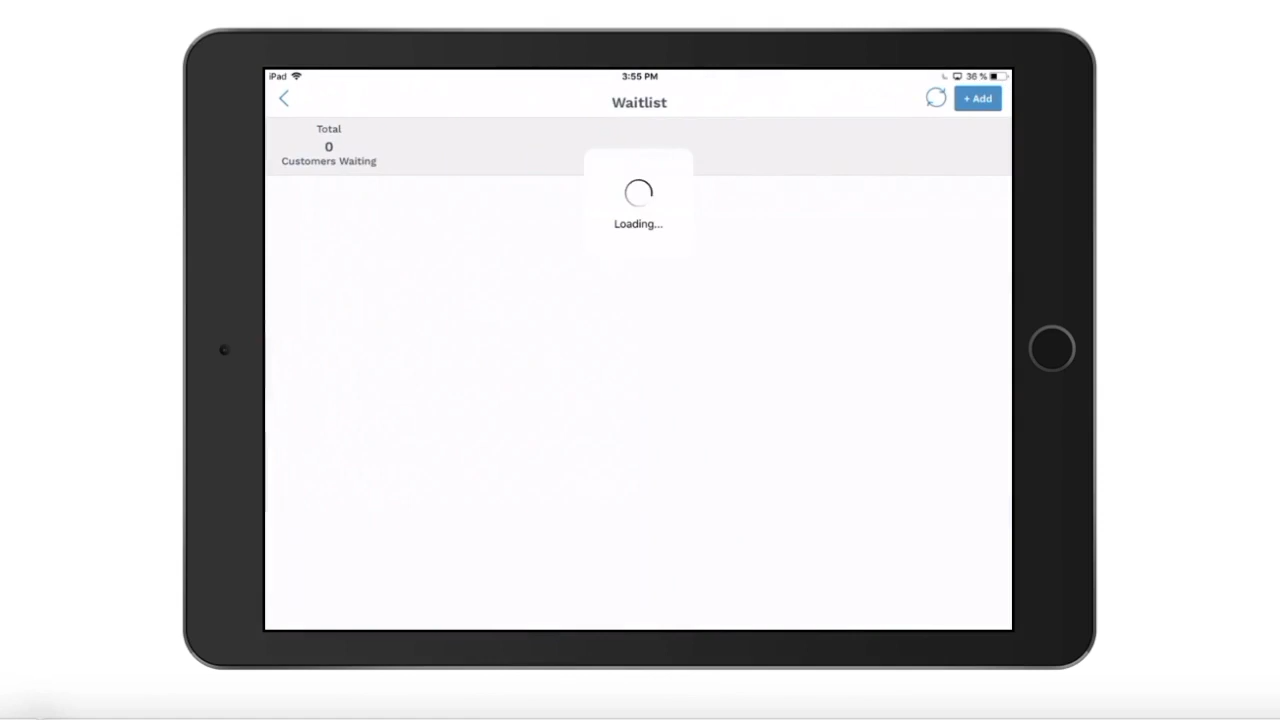 iPad
3:55 PM
36 %
Waitlist
+ Add
Total
0
Customers Waiting
Loading...